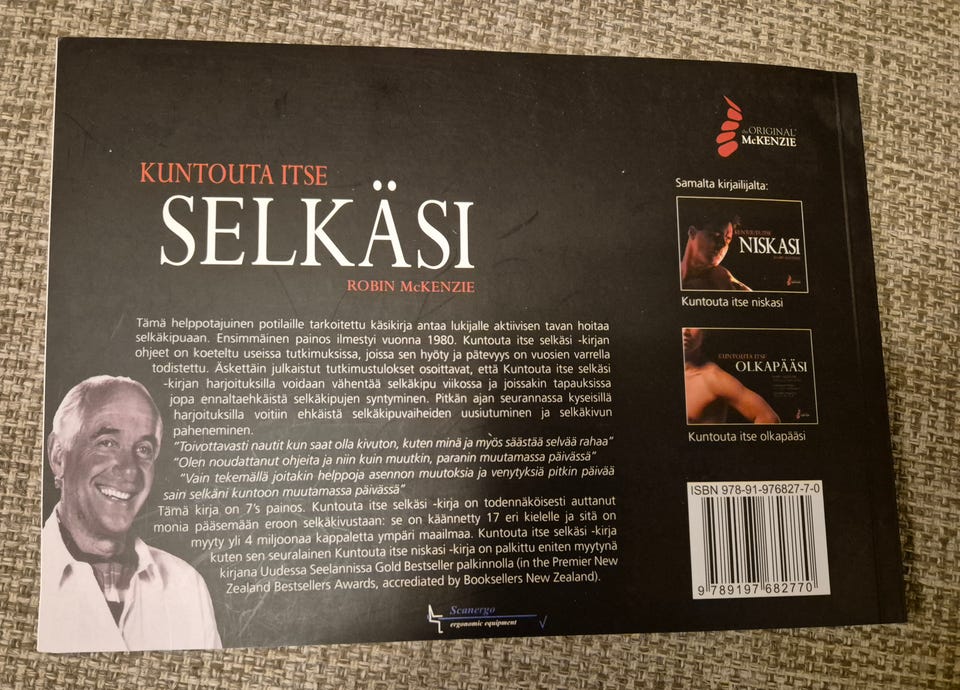 KUNTOUTA ITSE
SELKÄSI
ROBIN McKENZIE
Tämä helppotajuinen potilaille tarkoitettu käsikirja antaa lukijalle aktiivisen tavan hoitaa
selkäkipuaan. Ensimmäinen painos ilmestyi vuonna 1980. Kuntouta itse selkäsi -kirjan
ohjeet on koeteltu useissa tutkimuksissa, joissa sen hyöty ja pätevyys on vuosien varrella
todistettu. Äskettäin julkaistut tutkimustulokset osoittavat, että Kuntouta itse selkäsi
-kirjan harjoituksilla voidaan vähentää selkäkipu viikossa ja joissakin tapauksissa
jopa ennaltaehkäistä selkäkipujen syntyminen. Pitkän ajan seurannassa kyseisillä
harjoituksilla voitiin ehkäistä selkäkipuvaiheiden uusiutuminen ja selkäkivun
paheneminen.
"Toivottavasti nautit kun saat olla kivuton, kuten minä ja myös säästää selvää rahaa"
"Olen noudattanut ohjeita ja niin kuin muutkin, paranin muutamassa päivässä"
"Vain tekemällä joitakin helppoja asennon muutoksia ja venytyksiä pitkin päivää
sain selkäni kuntoon muutamassa päivässä"
Tämä kirja on 7's painos. Kuntouta itse selkäsi -kirja on todennäköisesti auttanut
monia pääsemään eroon selkäkivustaan: se on käännetty 17 eri kielelle ja sitä on
myyty yli 4 miljoonaa kappaletta ympäri maailmaa. Kuntouta itse selkäsi -kirja
kuten sen seuralainen Kuntouta itse niskasi -kirja on palkittu eniten myytynä
kirjana Uudessa Seelannissa Gold Bestseller palkinnolla (in the Premier New
Zealand Bestsellers Awards, accrediated by Booksellers New Zealand).
Scanergo
ergonomic equipment
the ORIGINAL
McKENZIE
Samalta kirjailijalta:
KUNTOUTA ITSE
NISKASI
Kuntouta itse niskasi
KUNTOUTA ITSE
OLKAPÄÄSI
Kuntouta itse olkapääsi
ISBN 978-91-976827-7-0
9 789197 682770